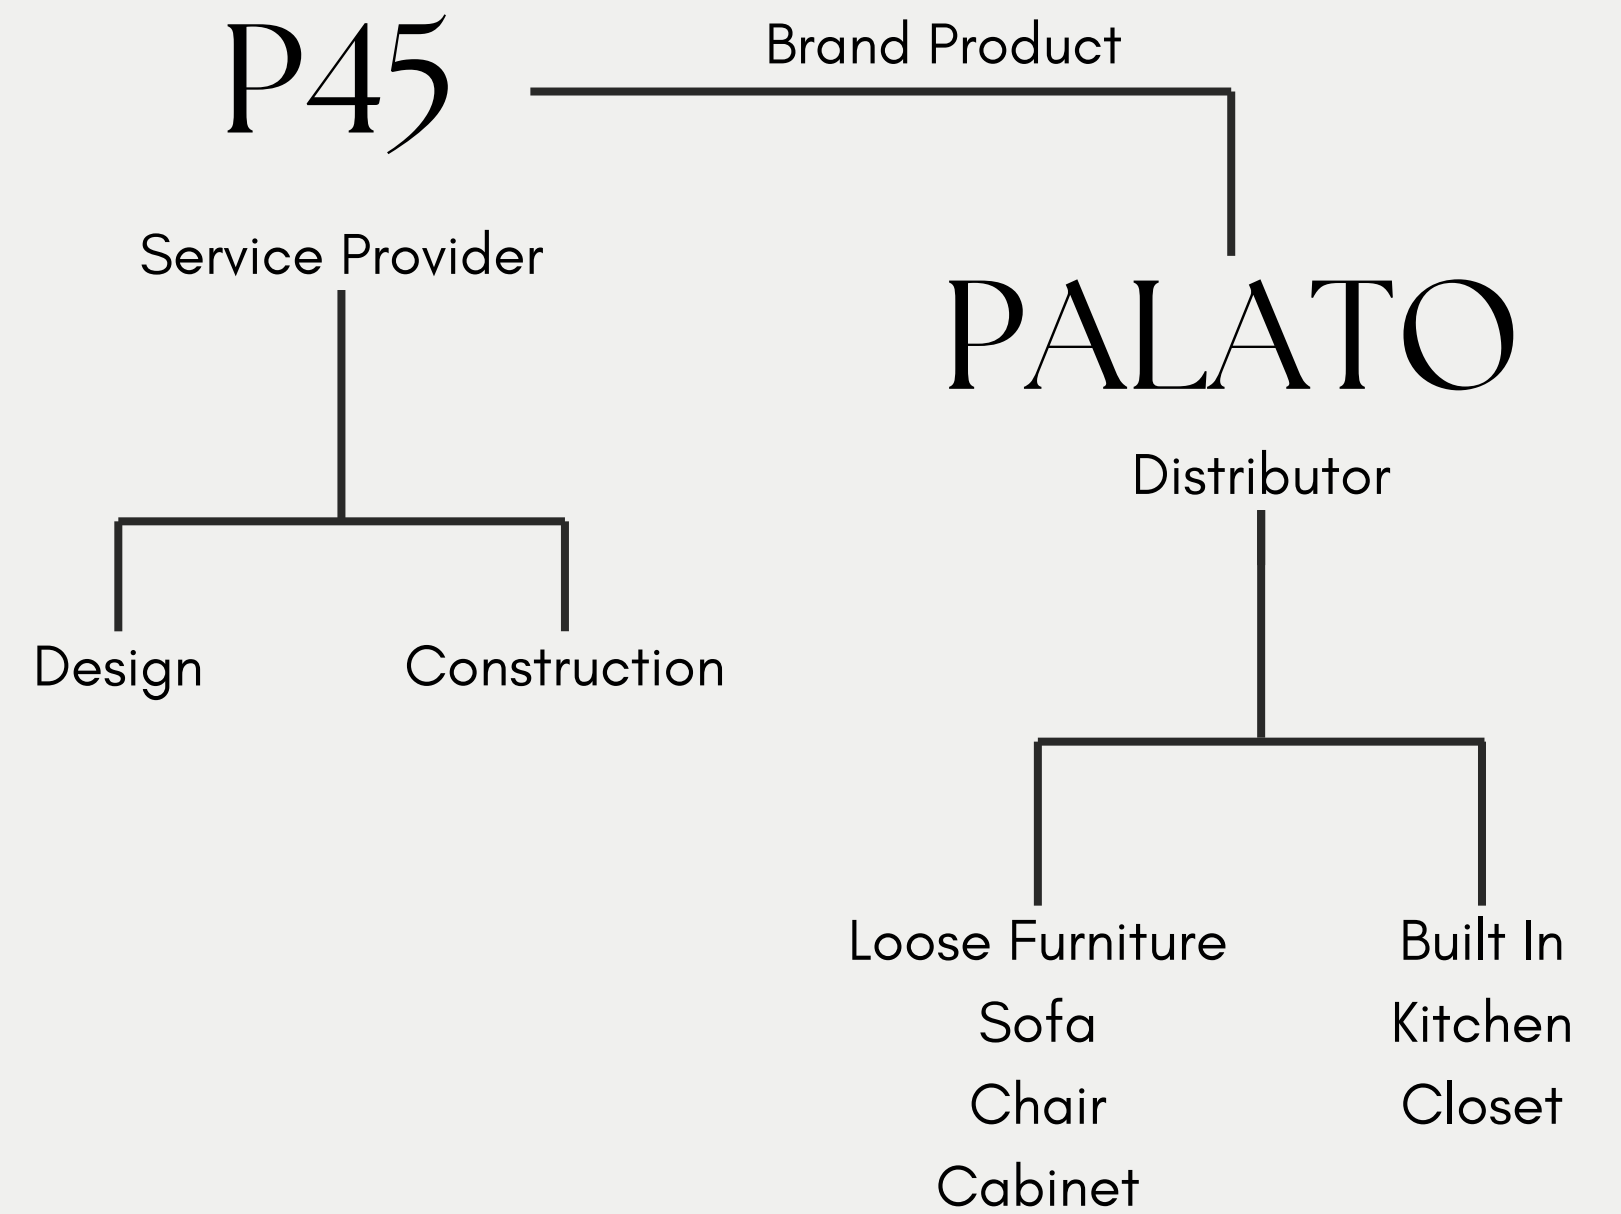 P45
Brand Product
Service Provider
PALATO
Distributor
Design
Construction
Loose Furniture
Sofa
Chair
Cabinet
Built In
Kitchen
Closet